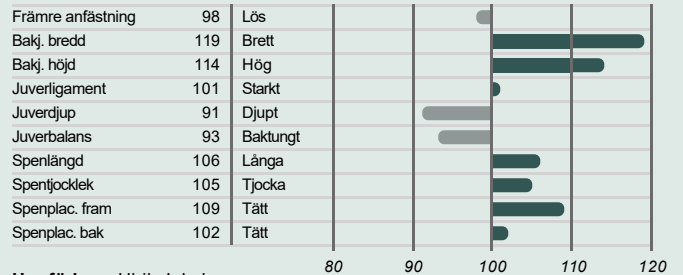 Främre anfästning 98 Lös
Bakj. bredd 119 Brett
Bakj. höjd 114 Hög
Juverligament 101 Starkt
Juverdjup 91 Djupt
Juverbalans 93 Baktungt
Spenlängd 106 Långa
Spentjocklek 105 Tjocka
Spenplac. fram 109 Tätt
Spenplac. bak 102 Tätt
80 90 100 110 120